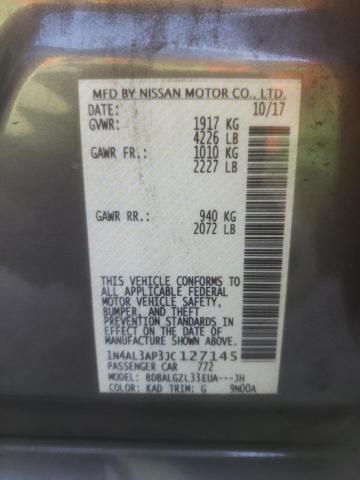 MFD BY NISSAN MOTOR CO., LTD.
DATE: 10/17
GVWR: 1917 KG
4226 LB
GAWR FR.: 1010 KG
2227 LB
GAWR RR.: 940 KG
2072 LB
THIS VEHICLE CONFORMS TO
ALL APPLICABLE FEDERAL
MOTOR VEHICLE SAFETY,
BUMPER, AND THEFT
PREVENTION STANDARDS IN
EFFECT ON THE DATE OF
MANUFACTURE SHOWN ABOVE.
1N4AL3AP3JC127145
PASSENGER CAR 772
MODEL: BDBALGZL33EUA---JH
COLOR: KAD TRIM: G 9N00A